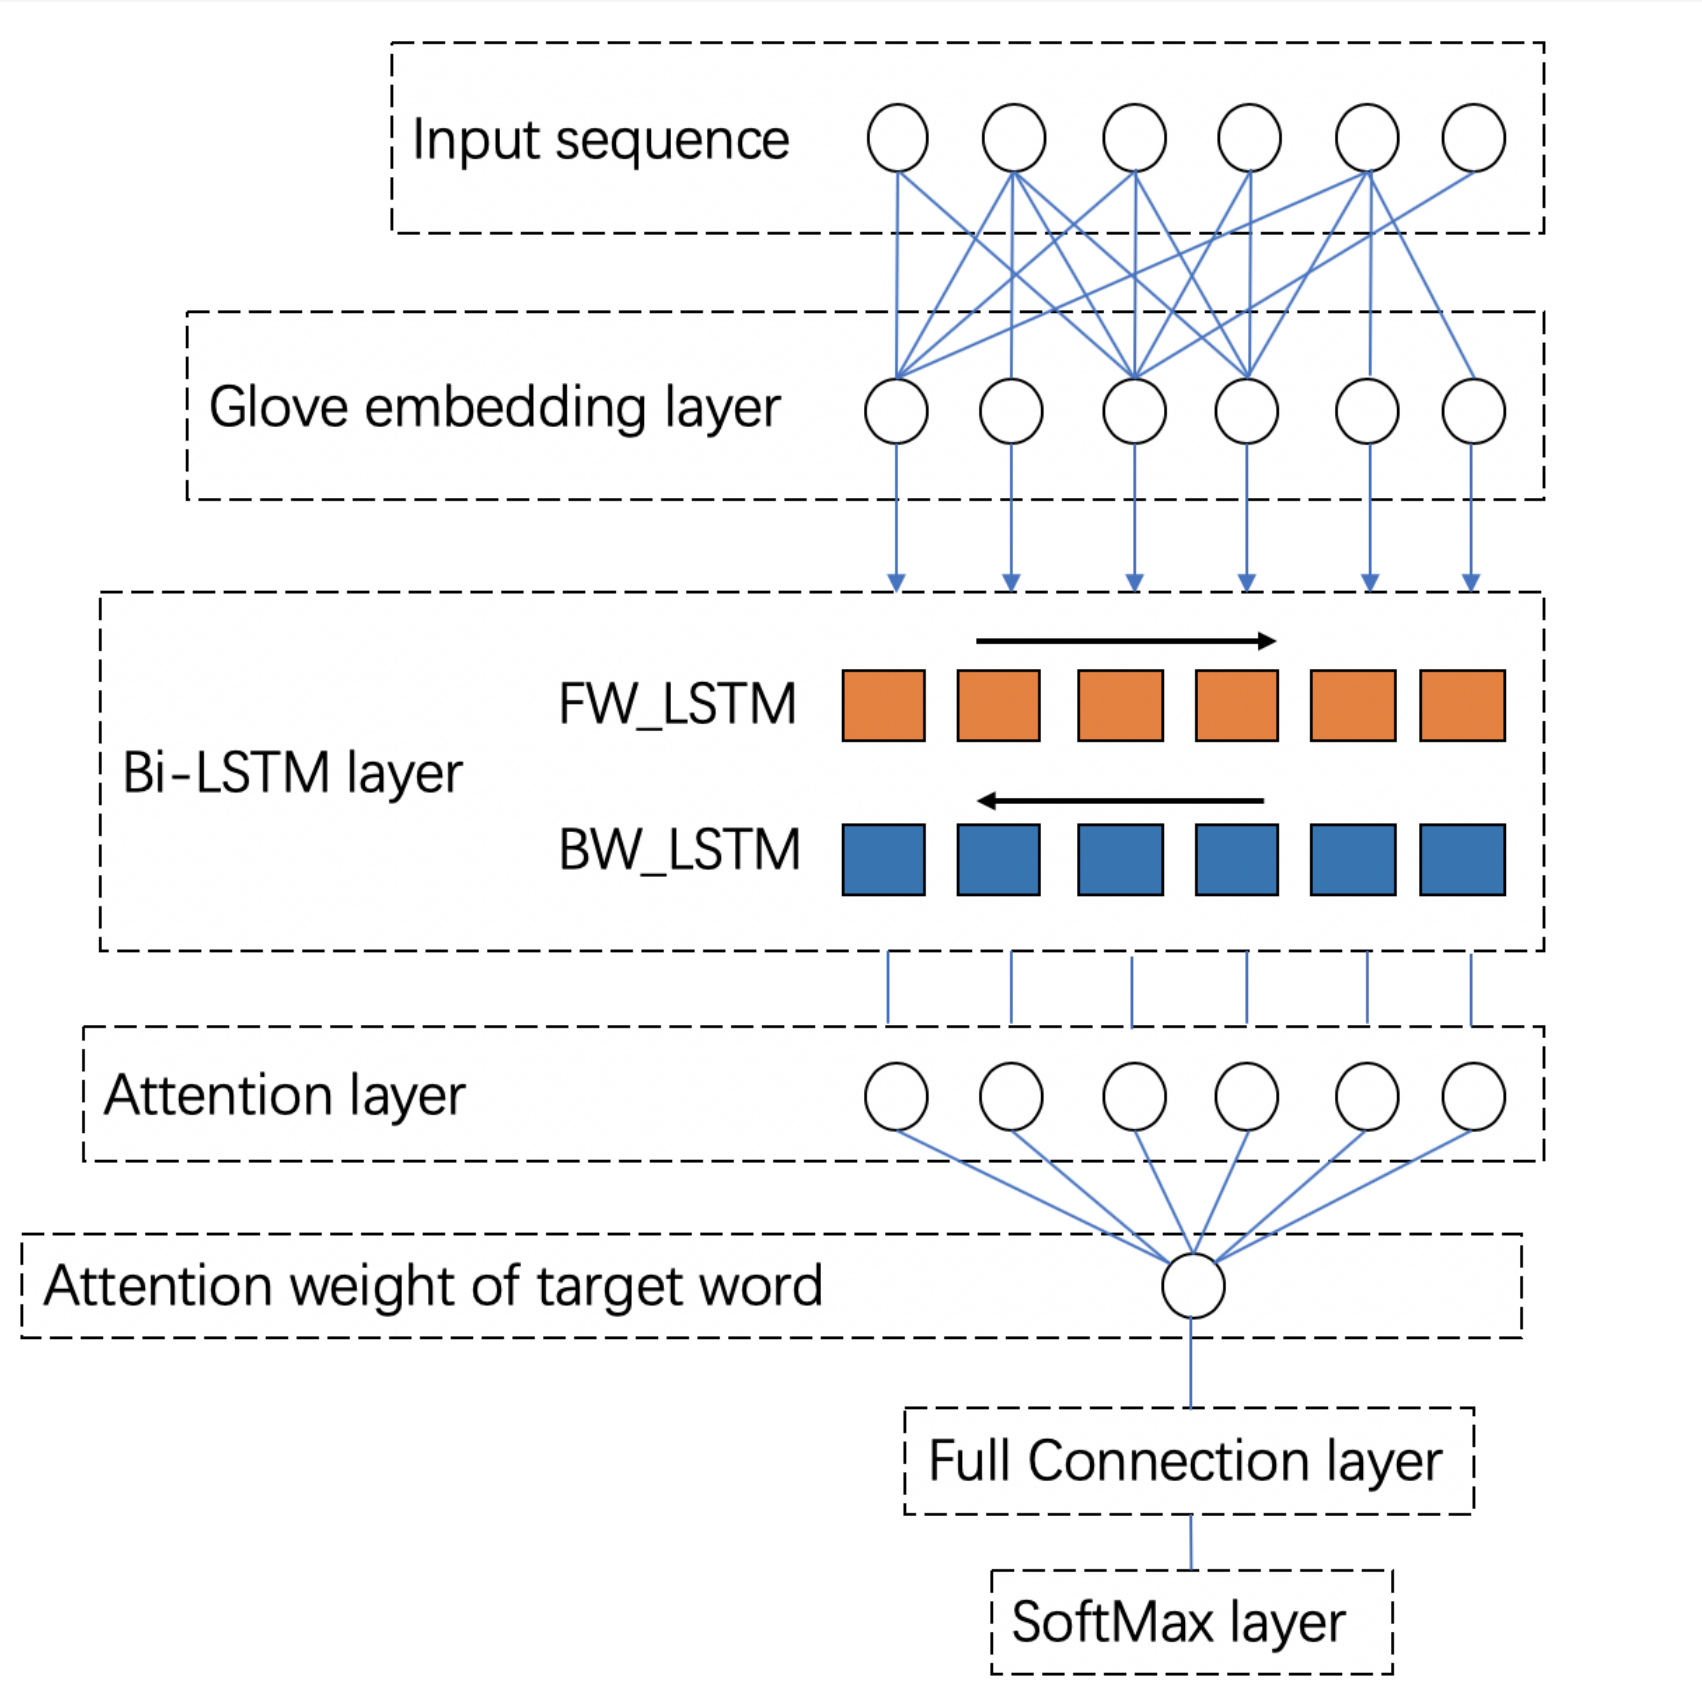 Input sequence
Glove embedding layer
FW_LSTM
Bi-LSTM layer
BW_LSTM
Attention layer
Attention weight of target word
Full Connection layer
SoftMax layer